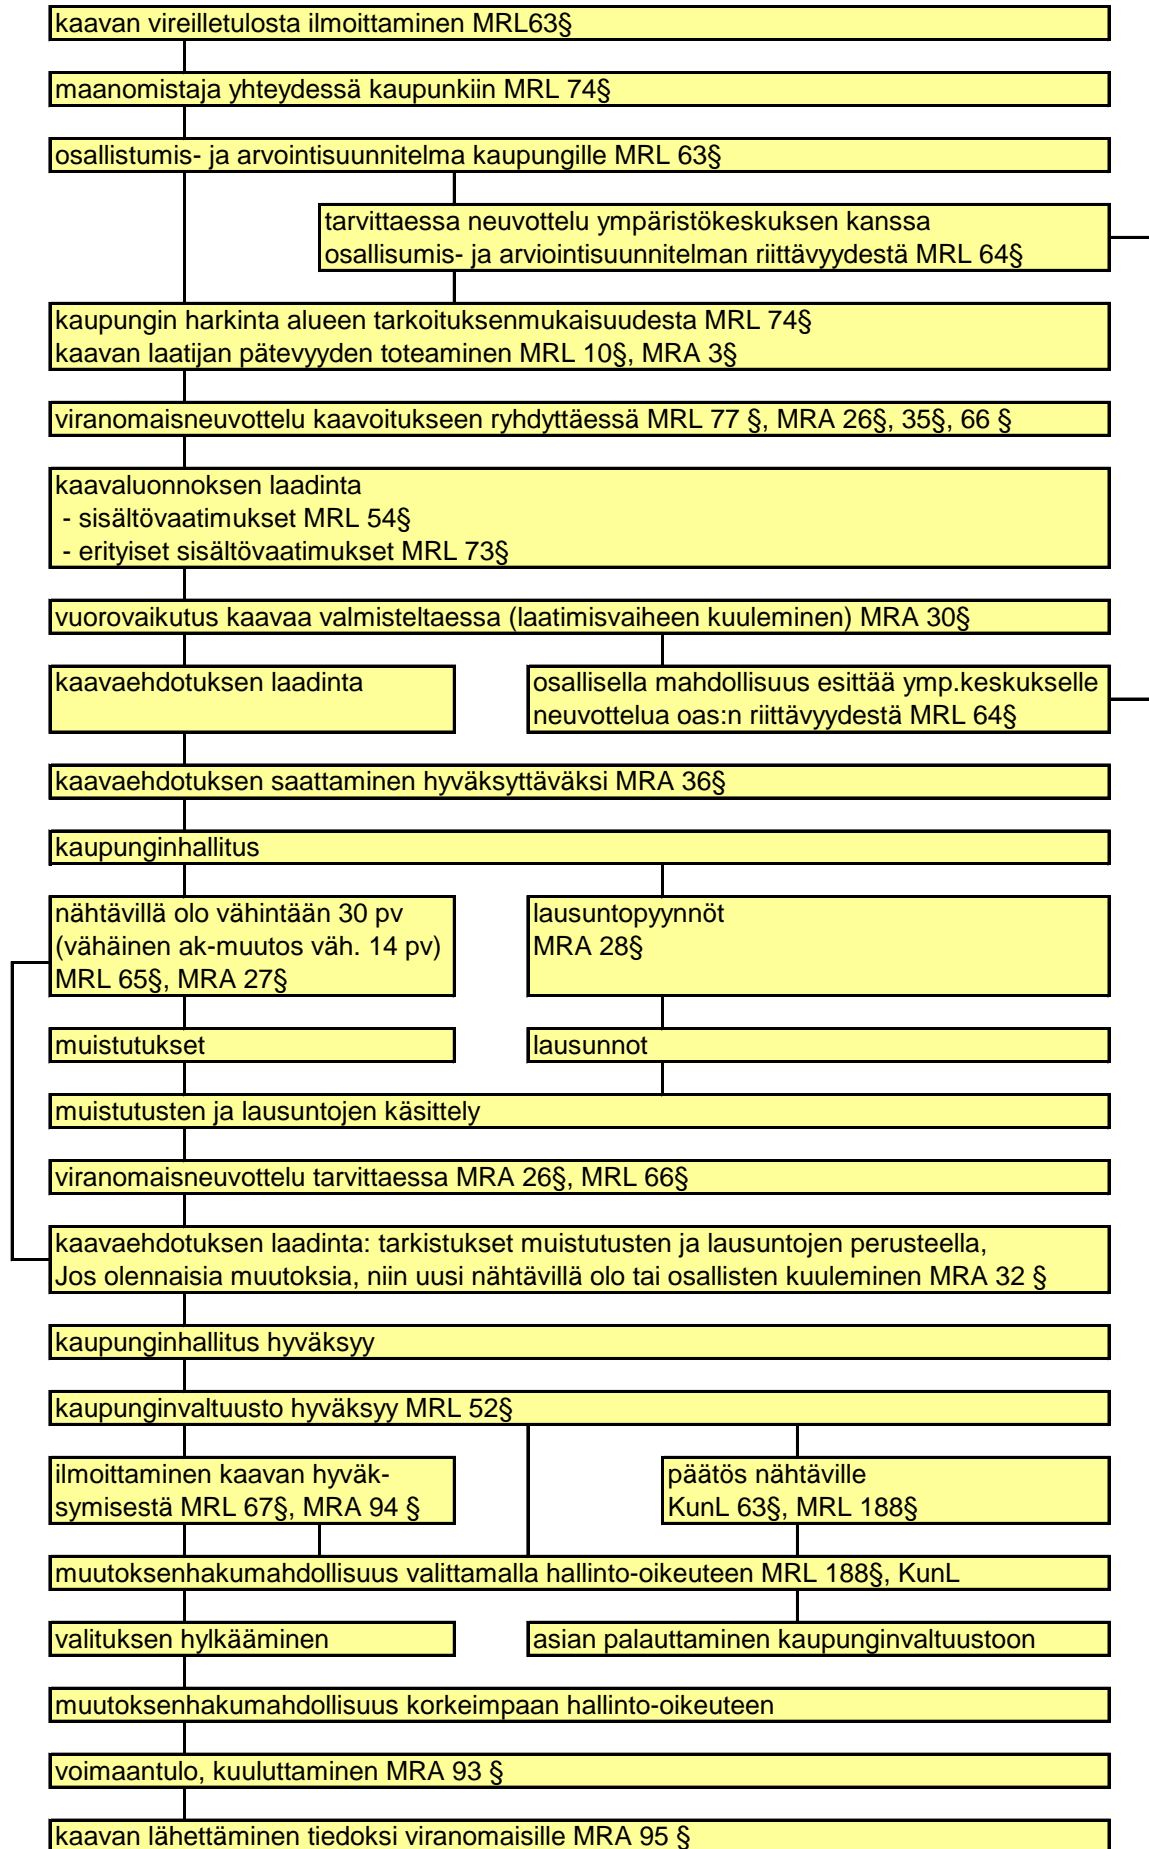 kaavan vireilletulosta ilmoittaminen MRL63§
maanomistaja yhteydessä kaupunkiin MRL 74§
osallistumis- ja arvointisuunnitelma kaupungille MRL 63§
tarvittaessa neuvottelu ympäristökeskuksen kanssa
osallisumis- ja arviointisuunnitelman riittävyydestä MRL 64§
kaupungin harkinta alueen tarkoituksenmukaisuudesta MRL 74§
kaavan laatijan pätevyyden toteaminen MRL 10§, MRA 3§
viranomaisneuvottelu kaavoitukseen ryhdyttäessä MRL 77 §, MRA 26§, 35§, 66 §
kaavaluonnoksen laadinta
- sisältövaatimukset MRL 54§
- erityiset sisältövaatimukset MRL 73§
vuorovaikutus kaavaa valmisteltaessa (laatimisvaiheen kuuleminen) MRA 30§
kaavaehdotuksen laadinta
osallisella mahdollisuus esittää ymp.keskukselle
neuvottelua oas:n riittävyydestä MRL 64§
kaavaehdotuksen saattaminen hyväksyttäväksi MRA 36§
kaupunginhallitus
nähtävillä olo vähintään 30 pv
(vähäinen ak-muutos väh. 14 pv)
MRL 65§, MRA 27§
lausuntopyynnöt
MRA 28§
muistutukset
lausunnot
muistutusten ja lausuntojen käsittely
viranomaisneuvottelu tarvittaessa MRA 26§, MRL 66§
kaavaehdotuksen laadinta: tarkistukset muistutusten ja lausuntojen perusteella,
Jos olennaisia muutoksia, niin uusi nähtävillä olo tai osallisten kuuleminen MRA 32 §
kaupunginhallitus hyväksyy
kaupunginvaltuusto hyväksyy MRL 52§
ilmoittaminen kaavan hyväk-
symisestä MRL 67§, MRA 94 §
päätös nähtäville
KunL 63§, MRL 188§
muutoksenhakumahdollisuus valittamalla hallinto-oikeuteen MRL 188§, KunL
valituksen hylkääminen
asian palauttaminen kaupunginvaltuustoon
muutoksenhakumahdollisuus korkeimpaan hallinto-oikeuteen
voimaantulo, kuuluttaminen MRA 93 §
kaavan lähettäminen tiedoksi viranomaisille MRA 95 §